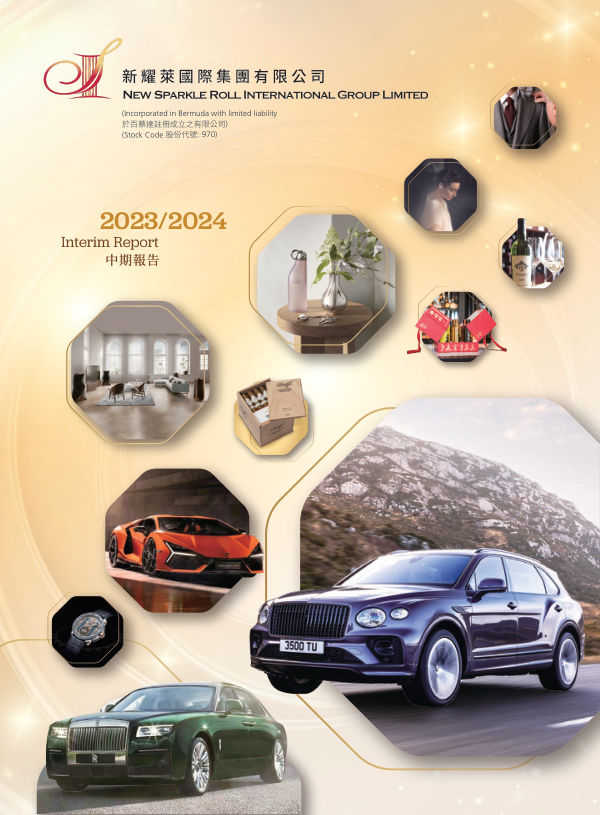 新耀萊國際集團有限公司
NEW SPARKLE ROLL INTERNATIONAL GROUP LIMITED
(Incorporated in Bermuda with limited liability
於百慕達註冊成立之有限公司)
(Stock Code 股份代號: 970)
2023/2024
Interim Report
中期報告
3500 TU